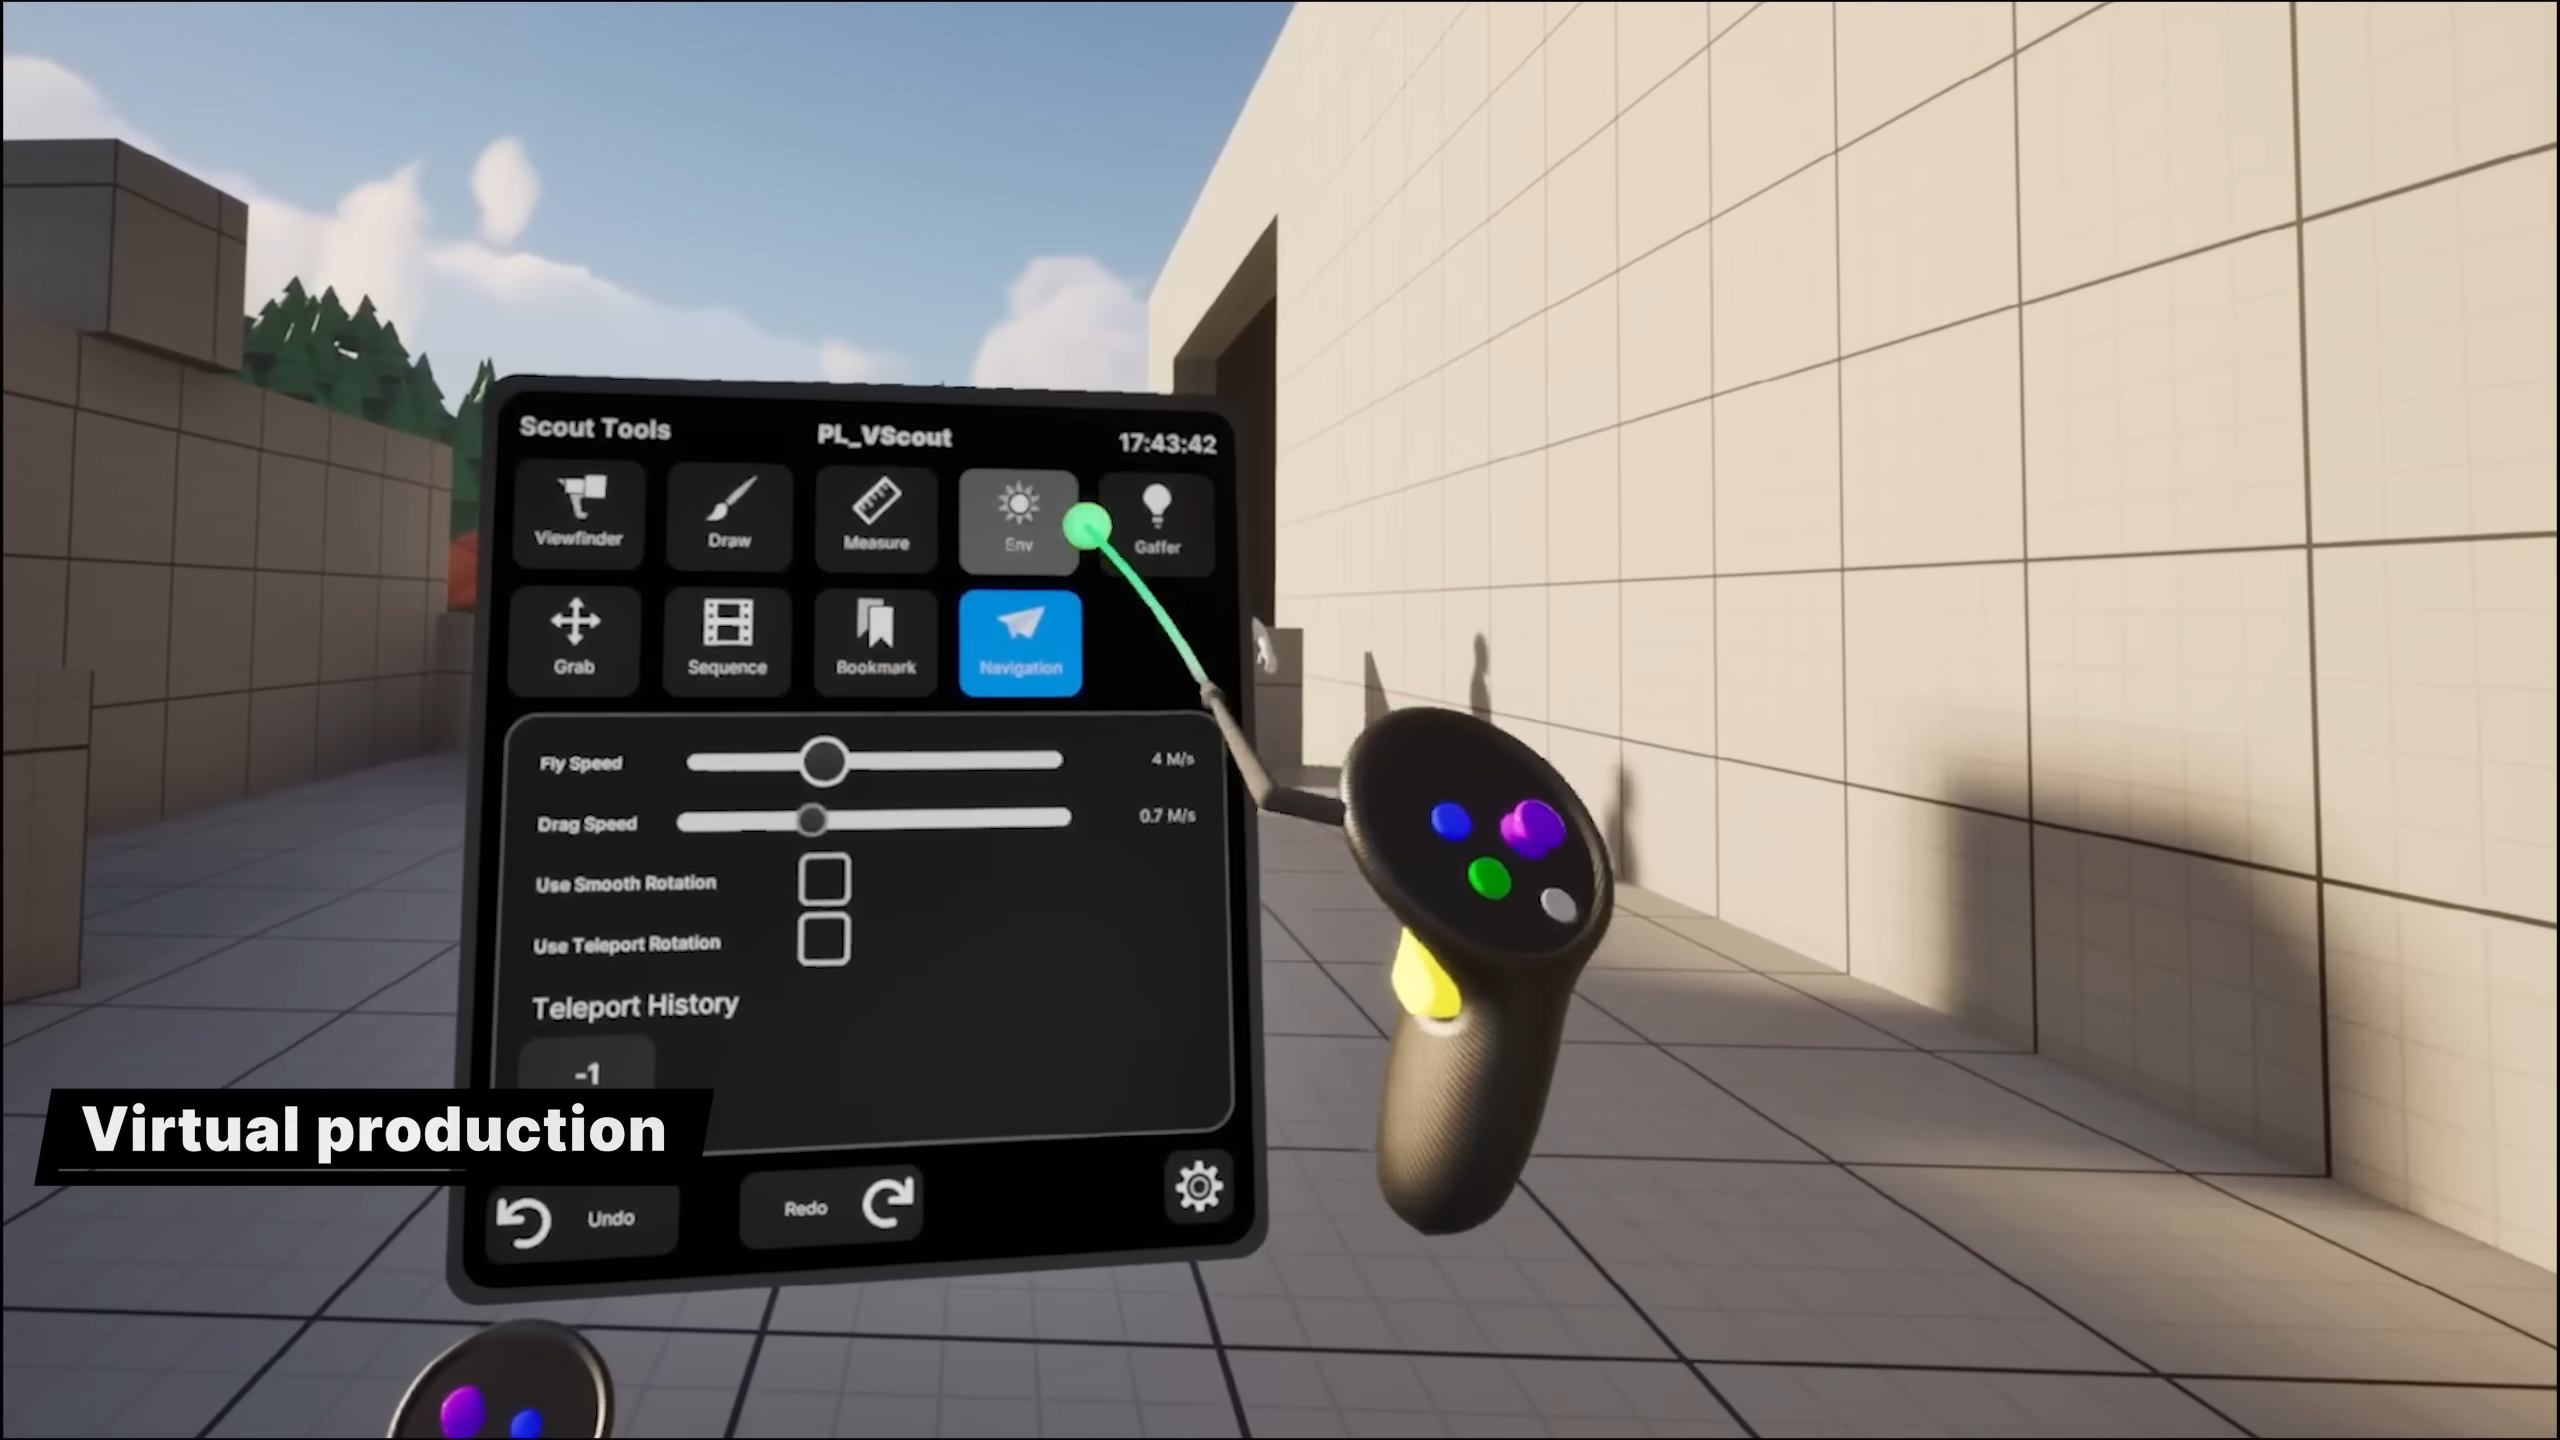 Scout Tools PL_VScout 17:43:42
Viewfinder Draw Measure Env Gaffer
Grab Sequence Bookmark Navigation
Fly Speed 4 M/s
Drag Speed 0.7 M/s
Use Smooth Rotation
Use Teleport Rotation
Teleport History
-1
Virtual production
Undo Redo